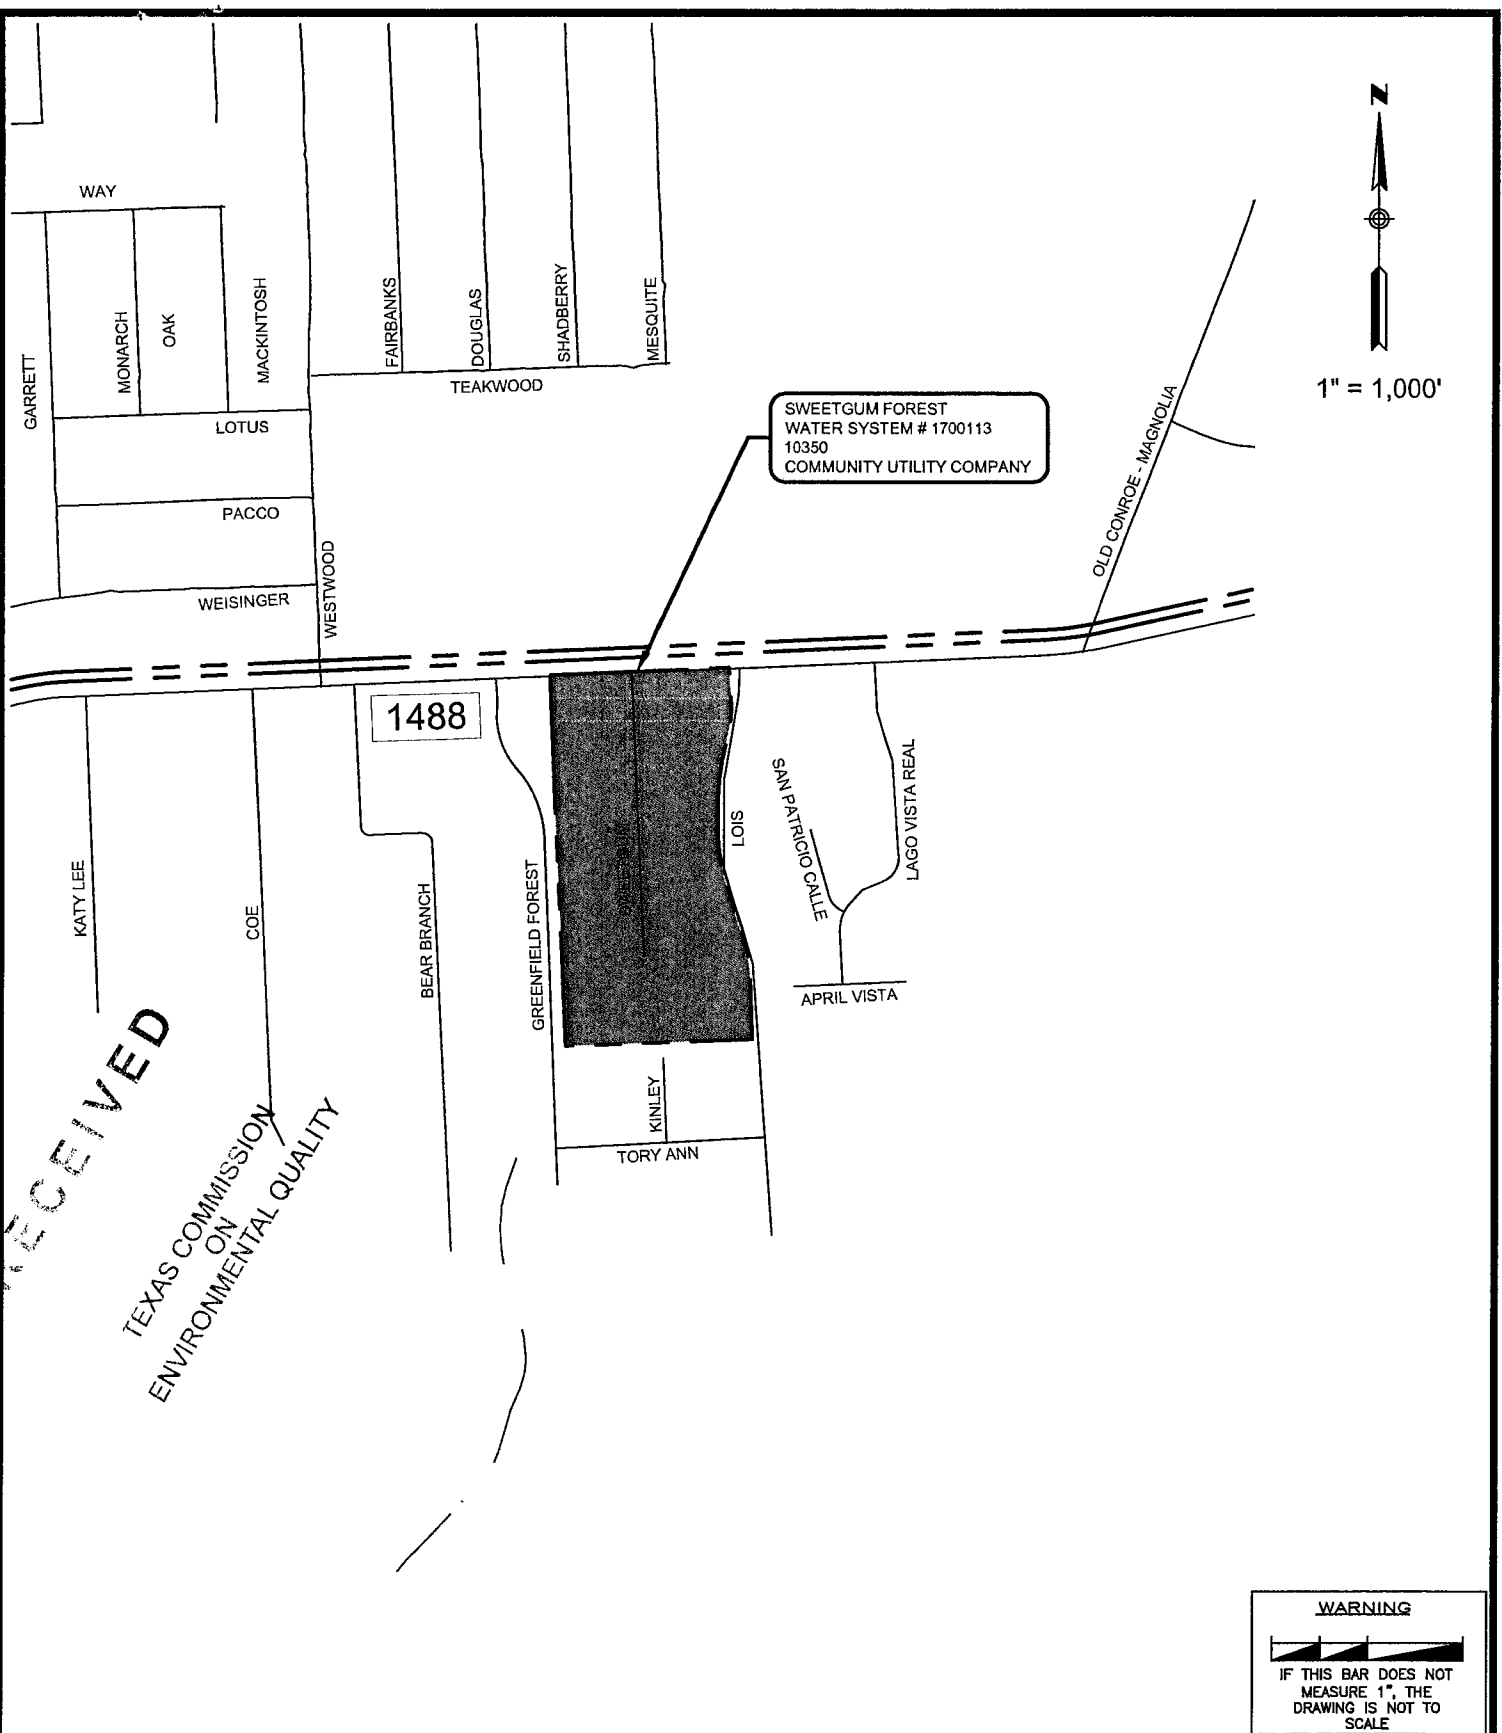 N
1" = 1,000'
WAY
GARRETT
MONARCH
OAK
MACKINTOSH
FAIRBANKS
DOUGLAS
SHADBERRY
MESQUITE
TEAKWOOD
LOTUS
PACCO
WEISINGER
WESTWOOD
SWEETGUM FOREST
WATER SYSTEM # 1700113
10350
COMMUNITY UTILITY COMPANY
OLD CONROE - MAGNOLIA
1488
KATY LEE
COE
BEAR BRANCH
GREENFIELD FOREST
SWEETGUM
LOIS
SAN PATRICIO CALLE
LAGO VISTA REAL
APRIL VISTA
KINLEY
TORY ANN
RECEIVED
TEXAS COMMISSION
ON
ENVIRONMENTAL QUALITY
WARNING
IF THIS BAR DOES NOT
MEASURE 1", THE
DRAWING IS NOT TO
SCALE